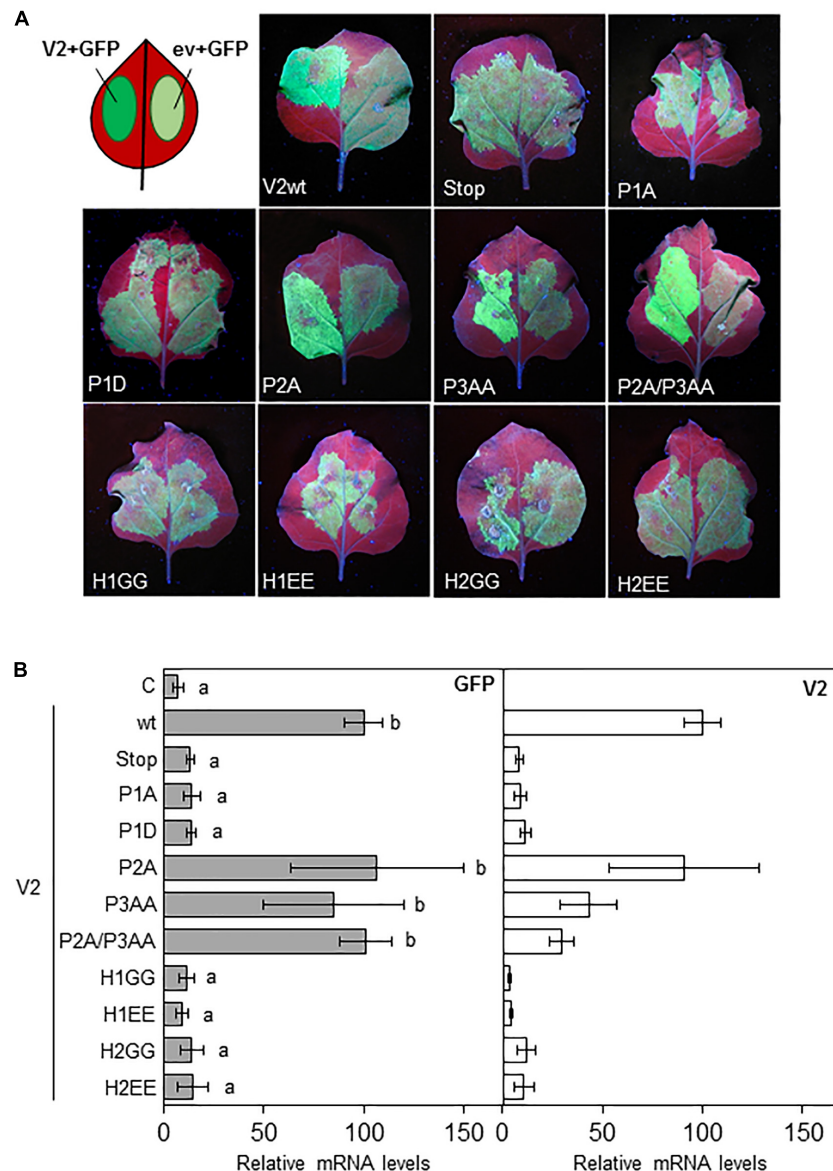 A
V2+GFP
ev+GFP
V2wt
Stop
P1A
P1D
P2A
P3AA
P2A/P3AA
H1GG
H1EE
H2GG
H2EE
B
GFP
V2
C a
wt b
Stop a
P1A a
P1D a
V2
P2A b
P3AA b
P2A/P3AA b
H1GG a
H1EE a
H2GG a
H2EE a
0 50 100 150 0 50 100 150
Relative mRNA levels Relative mRNA levels